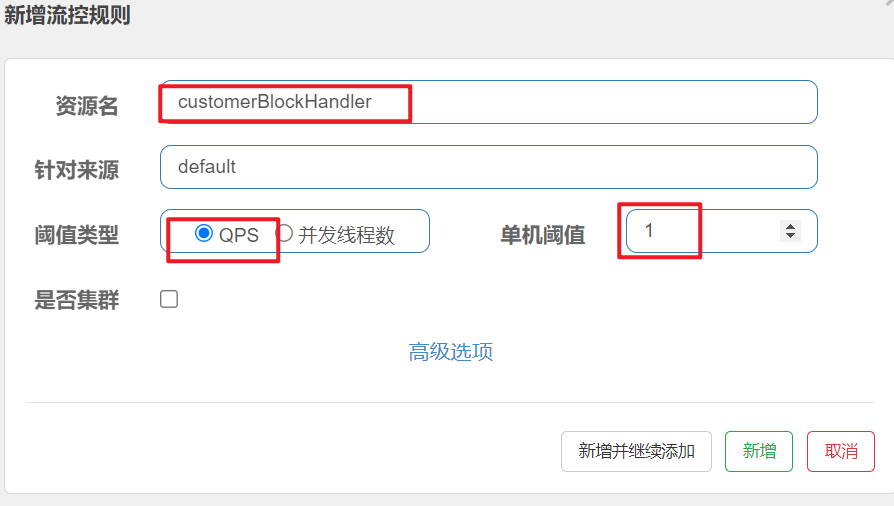 新增流控规则
资源名 customerBlockHandler
针对来源 default
阈值类型 QPS 并发线程数 单机阈值 1
是否集群
高级选项
新增并继续添加 新增 取消